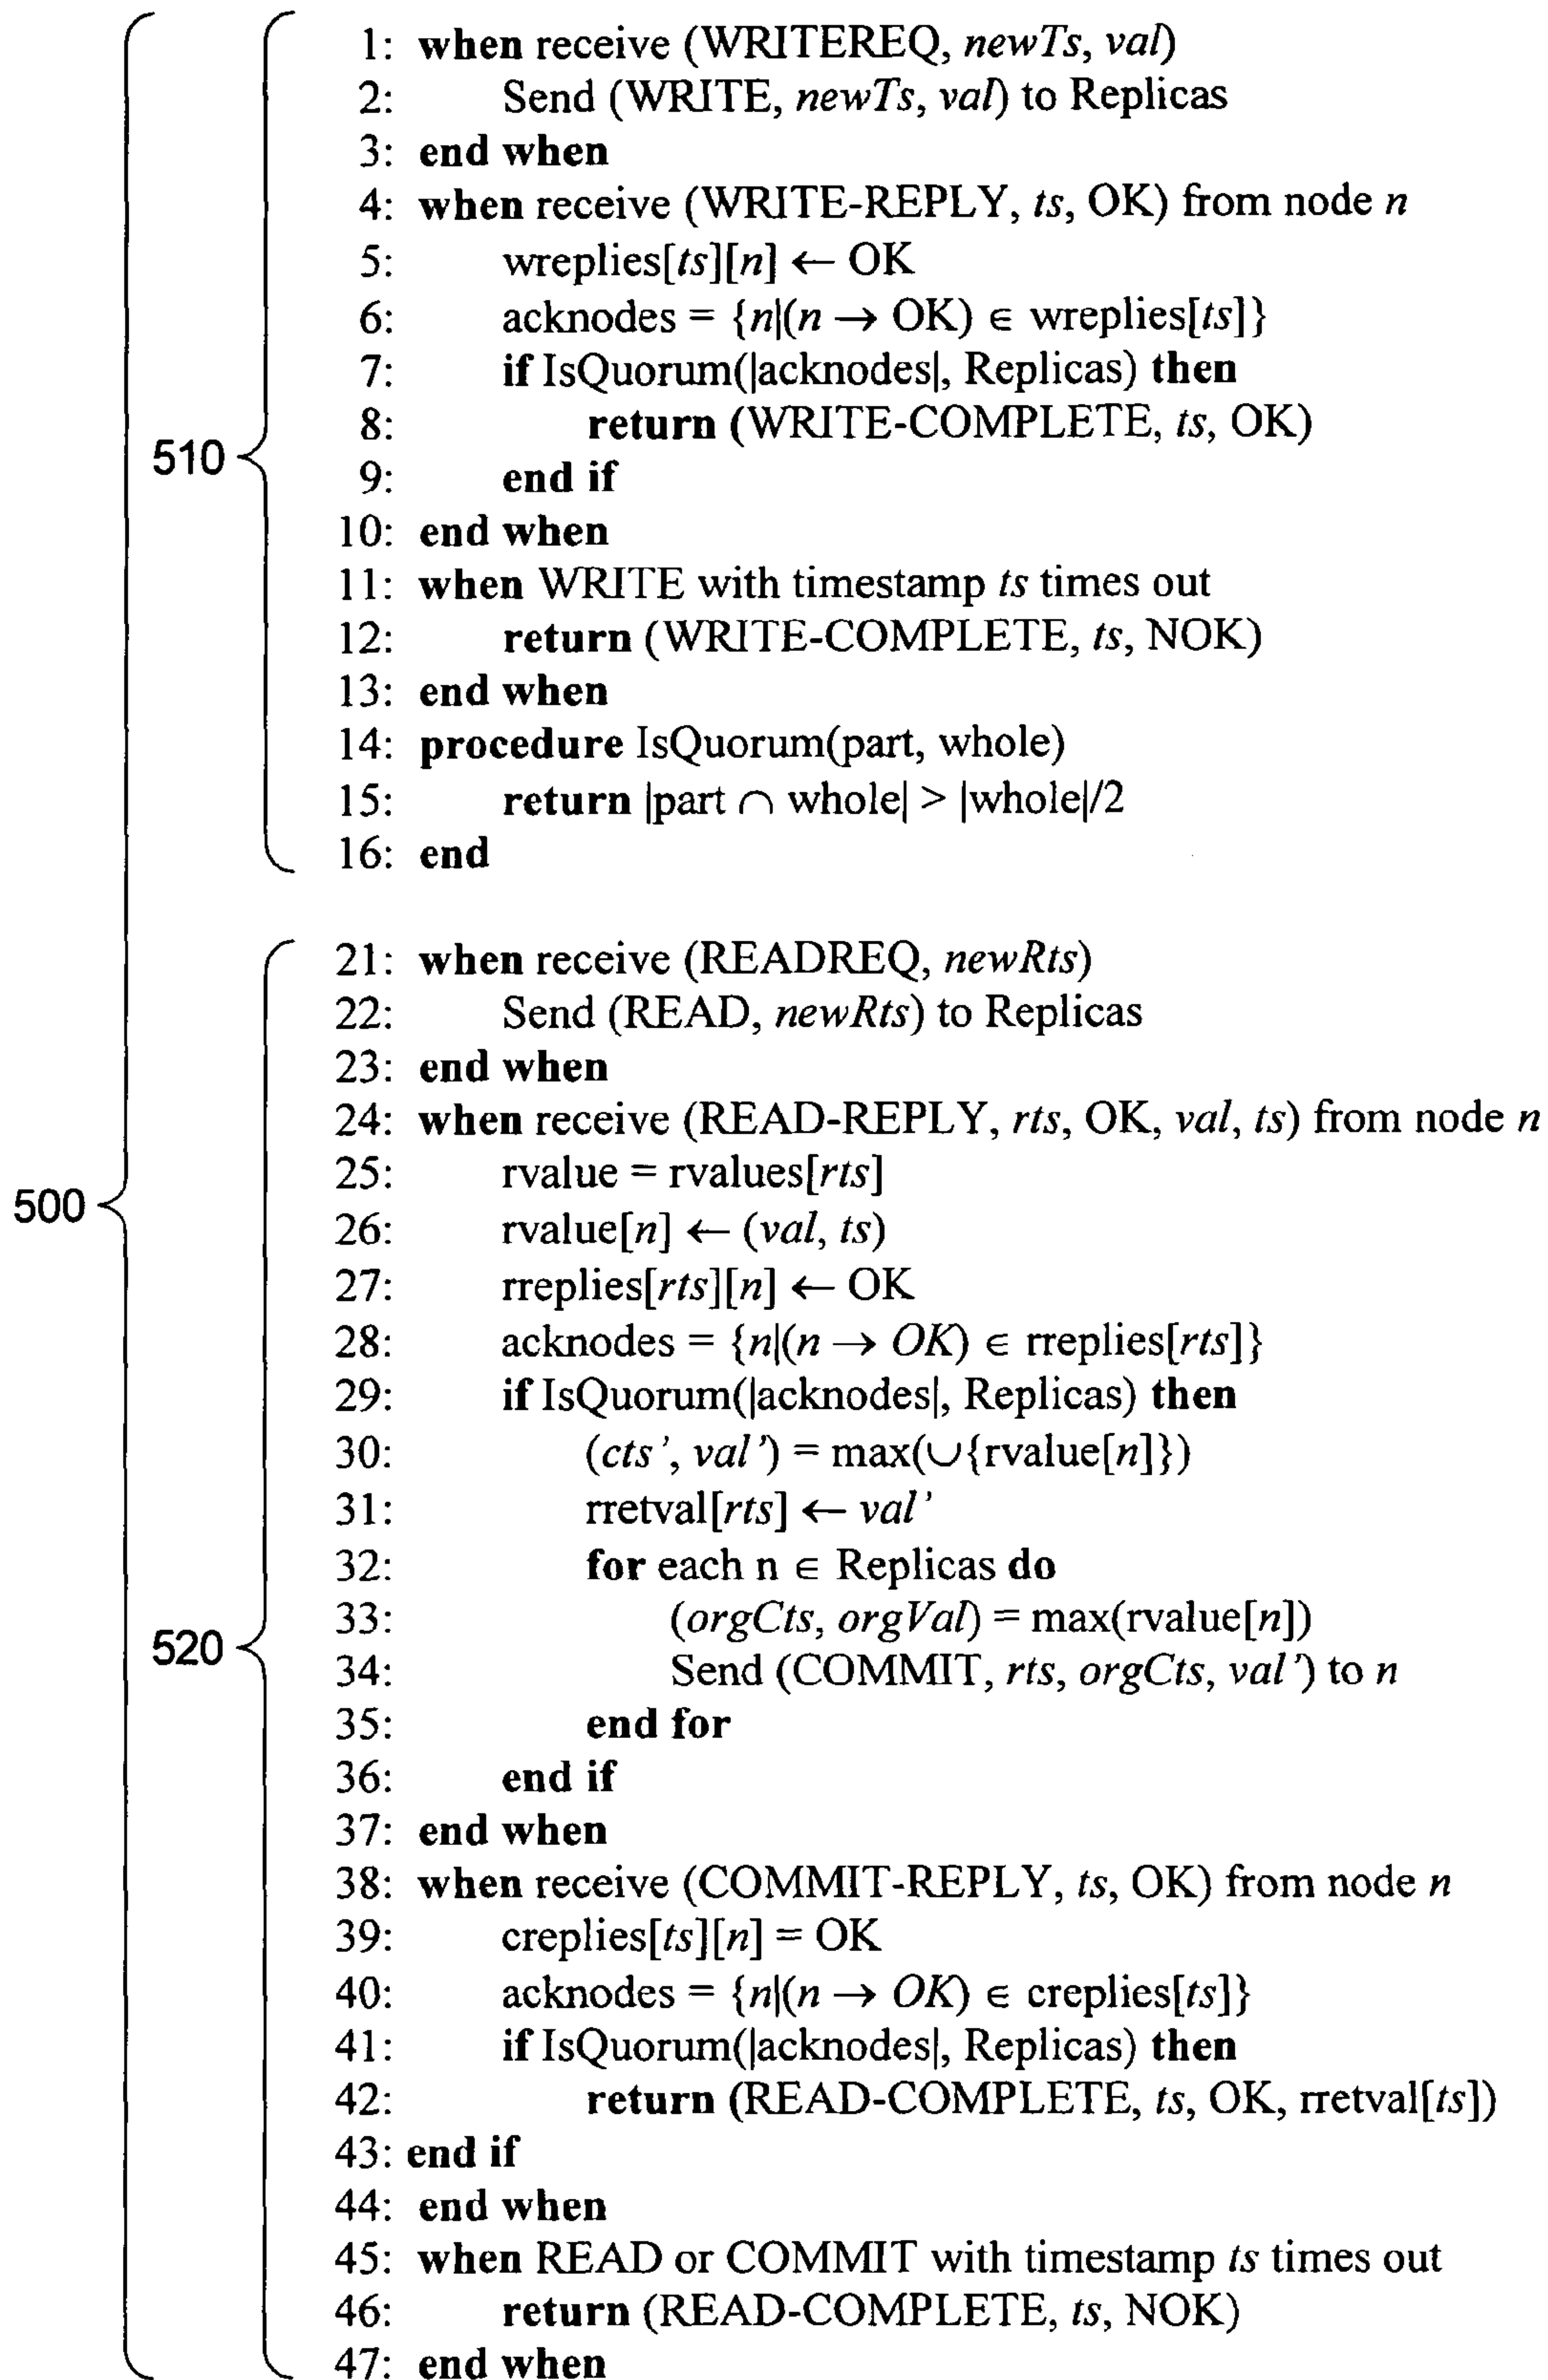 1: when receive (WRITEREQ, newTs, val)
2: Send (WRITE, newTs, val) to Replicas
3: end when
4: when receive (WRITE-REPLY, ts, OK) from node n
5: wreplies[ts][n] ← OK
6: acknodes = {n|(n → OK) ∈ wreplies[ts]}
7: if IsQuorum(|acknodes|, Replicas) then
8: return (WRITE-COMPLETE, ts, OK)
510
9: end if
10: end when
11: when WRITE with timestamp ts times out
12: return (WRITE-COMPLETE, ts, NOK)
13: end when
14: procedure IsQuorum(part, whole)
15: return |part ∩ whole| > |whole|/2
16: end
21: when receive (READREQ, newRts)
22: Send (READ, newRts) to Replicas
23: end when
24: when receive (READ-REPLY, rts, OK, val, ts) from node n
25: rvalue = rvalues[rts]
500
26: rvalue[n] ← (val, ts)
27: rreplies[rts][n] ← OK
28: acknodes = {n|(n → OK) ∈ rreplies[rts]}
29: if IsQuorum(|acknodes|, Replicas) then
30: (cts', val') = max(∪{rvalue[n]})
31: rretval[rts] ← val'
32: for each n ∈ Replicas do
33: (orgCts, orgVal) = max(rvalue[n])
520
34: Send (COMMIT, rts, orgCts, val') to n
35: end for
36: end if
37: end when
38: when receive (COMMIT-REPLY, ts, OK) from node n
39: creplies[ts][n] = OK
40: acknodes = {n|(n → OK) ∈ creplies[ts]}
41: if IsQuorum(|acknodes|, Replicas) then
42: return (READ-COMPLETE, ts, OK, rretval[ts])
43: end if
44: end when
45: when READ or COMMIT with timestamp ts times out
46: return (READ-COMPLETE, ts, NOK)
47: end when